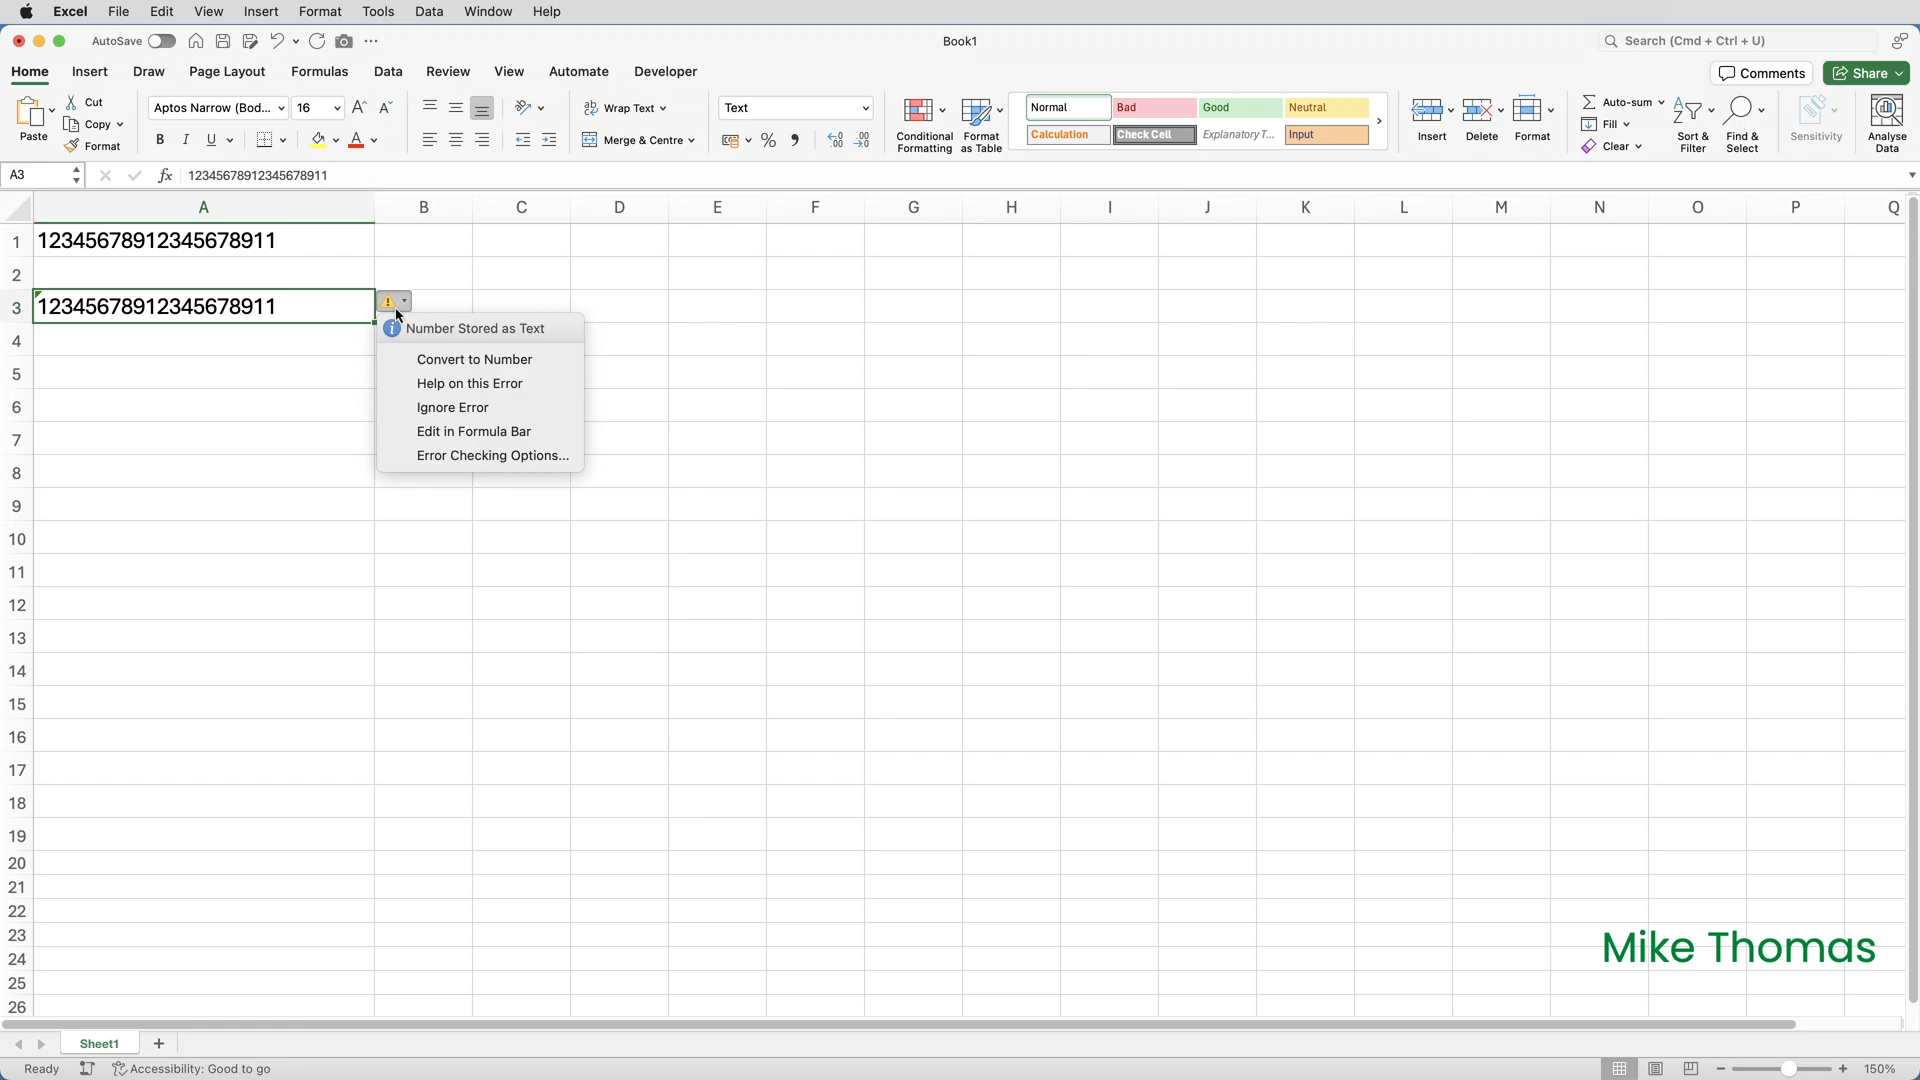 Excel File Edit View Insert Format Tools Data Window Help
AutoSave Book1 Search (Cmd + Ctrl + U)
Home Insert Draw Page Layout Formulas Data Review View Automate Developer Comments Share
Paste Cut Copy Format
Aptos Narrow (Bod... 16
B I U A
Wrap Text
Merge & Centre
Text
Conditional Formatting
Format as Table
Normal Bad Good Neutral
Calculation Check Cell Explanatory T... Input
Insert Delete Format
Auto-sum
Fill
Clear
Sort & Filter
Find & Select
Sensitivity
Analyse Data
A3 fx 12345678912345678911
A B C D E F G H I J K L M N O P Q
1 12345678912345678911
2
3 12345678912345678911
Number Stored as Text
4
Convert to Number
5
Help on this Error
6
Ignore Error
7
Edit in Formula Bar
Error Checking Options...
8
9
10
11
12
13
14
15
16
17
18
19
20
21
22
23
Mike Thomas
24
25
26
Sheet1 +
Ready Accessibility: Good to go 150%